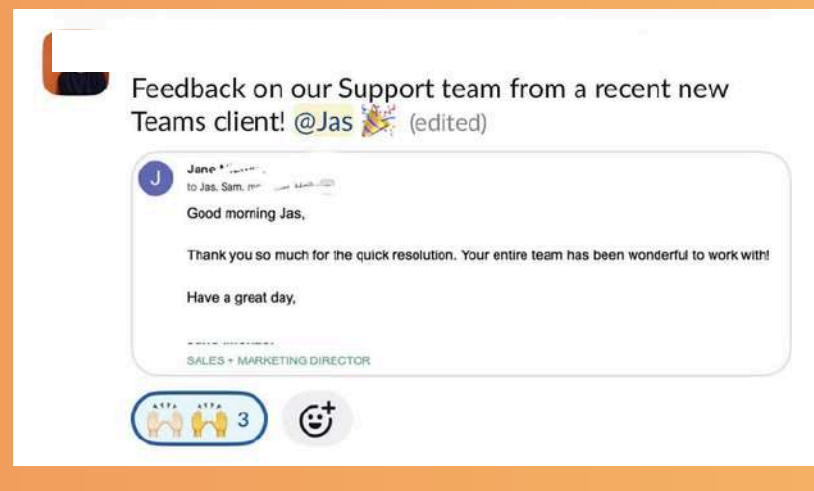 Feedback on our Support team from a recent new
Teams client! @Jas 🎉 (edited)
J
Jane
to Jas, Sam,
Good morning Jas,
Thank you so much for the quick resolution. Your entire team has been wonderful to work with!
Have a great day,
SALES + MARKETING DIRECTOR
3